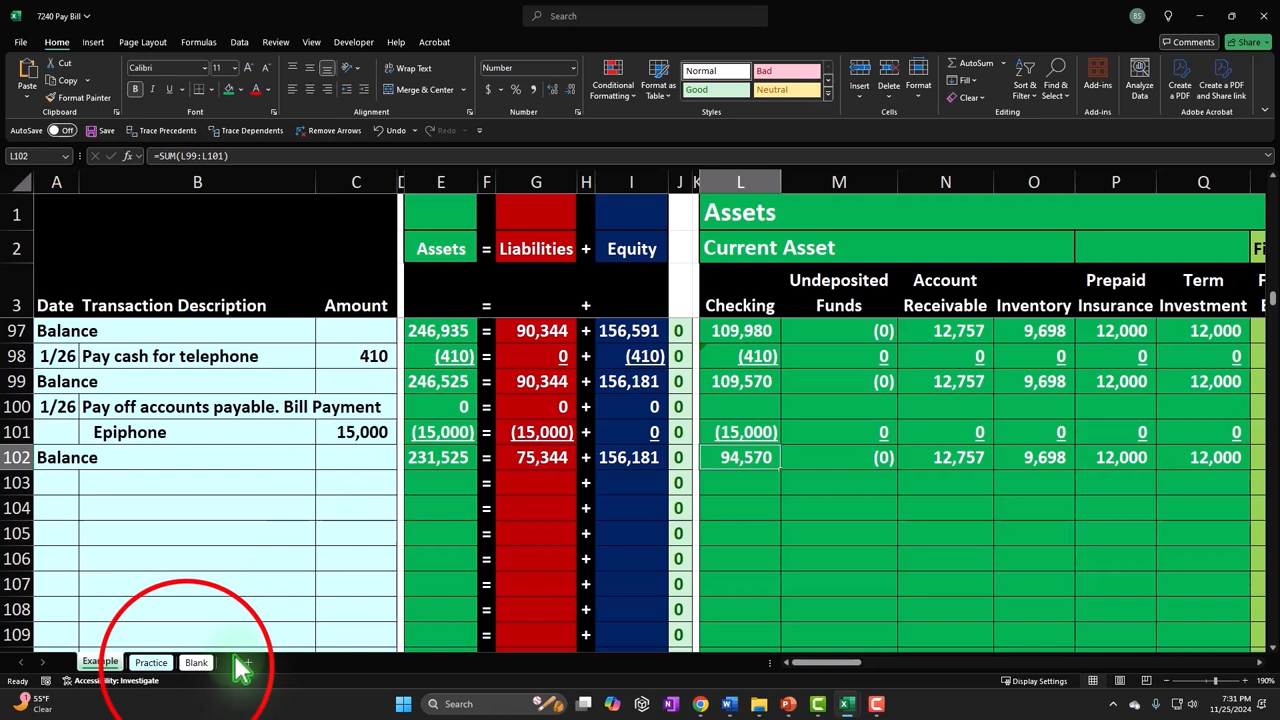 7240 Pay Bill
Search
BS
File Home Insert Page Layout Formulas Data Review View Developer Help Acrobat
Comments Share
Paste
Cut
Copy
Format Painter
Clipboard
Calibri 11
B I U
Font
Wrap Text
Merge & Center
Alignment
Number
$ % ,
Number
Conditional Formatting
Format as Table
Normal Bad
Good Neutral
Styles
Insert Delete Format
Cells
AutoSum
Fill
Clear
Sort & Filter
Find & Select
Editing
Add-ins
Add-ins
Analyze Data
Create a PDF
Create a PDF and Share link
Adobe Acrobat
AutoSave Off Save Trace Precedents Trace Dependents Remove Arrows Undo Redo
L102 fx =SUM(L99:L101)
A B C D E F G H I J K L M N O P Q
1 Assets
2 Assets = Liabilities + Equity Current Asset
3 Date Transaction Description Amount = + Checking Undeposited Funds Account Receivable Inventory Prepaid Insurance Term Investment
97 Balance 246,935 = 90,344 + 156,591 0 109,980 (0) 12,757 9,698 12,000 12,000
98 1/26 Pay cash for telephone 410 (410) = 0 + (410) 0 (410) 0 0 0 0 0
99 Balance 246,525 = 90,344 + 156,181 0 109,570 (0) 12,757 9,698 12,000 12,000
100 1/26 Pay off accounts payable. Bill Payment 0 = 0 + 0 0
101 Epiphone 15,000 (15,000) = (15,000) + 0 0 (15,000) 0 0 0 0 0
102 Balance 231,525 = 75,344 + 156,181 0 94,570 (0) 12,757 9,698 12,000 12,000
103 = + 0
104 = + 0
105 = + 0
106 = + 0
107 = + 0
108 = + 0
109 = + 0
Example Practice Blank
Ready Accessibility: Investigate Display Settings 190%
55°F
Clear
Search
7:31 PM
11/25/2024